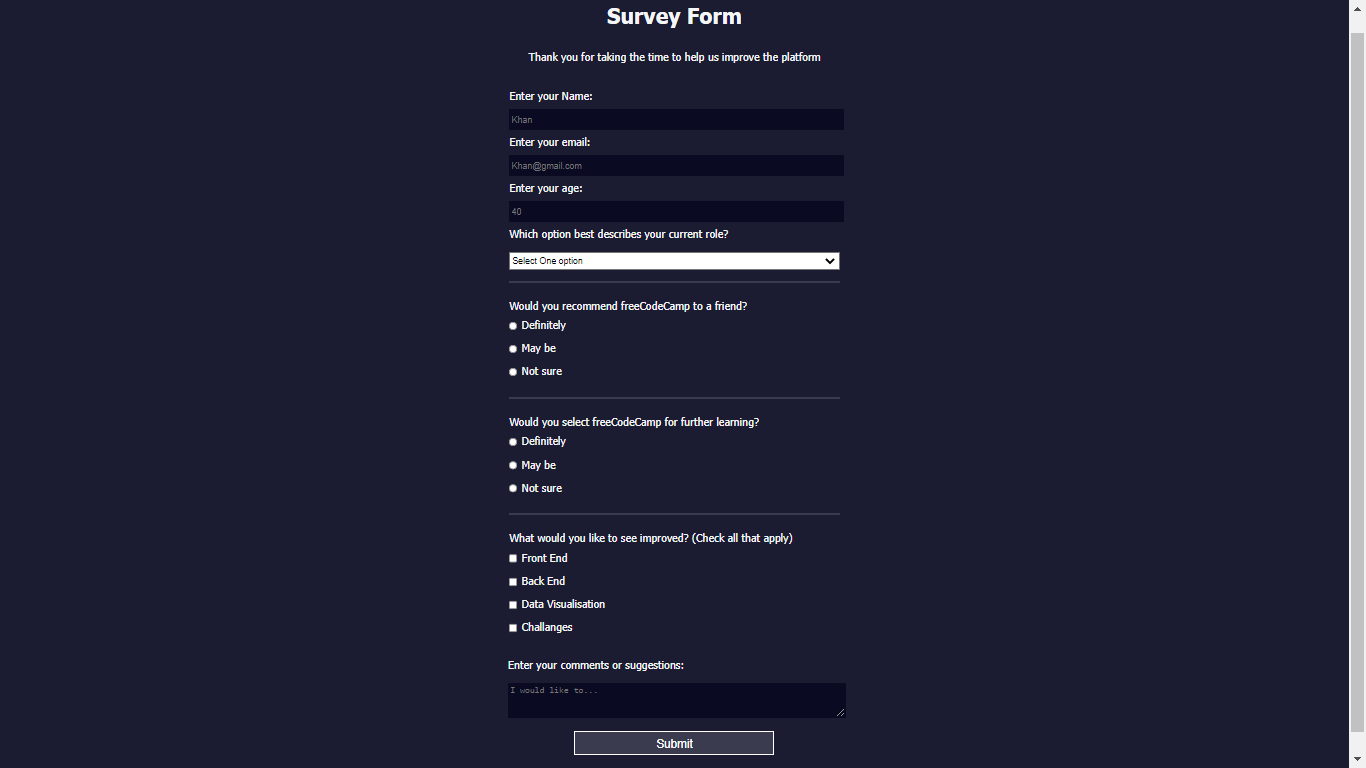 Survey Form
Thank you for taking the time to help us improve the platform
Enter your Name:
Khan
Enter your email:
Khan@gmail.com
Enter your age:
40
Which option best describes your current role?
Select One option
Would you recommend freeCodeCamp to a friend?
Definitely
May be
Not sure
Would you select freeCodeCamp for further learning?
Definitely
May be
Not sure
What would you like to see improved? (Check all that apply)
Front End
Back End
Data Visualisation
Challanges
Enter your comments or suggestions:
I would like to...
Submit